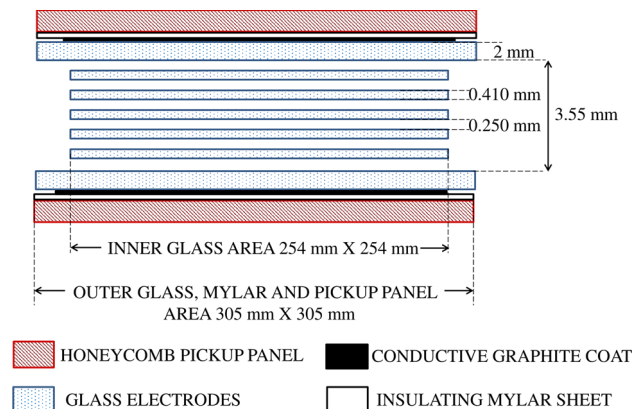 2 mm
0.410 mm
3.55 mm
0.250 mm
INNER GLASS AREA 254 mm X 254 mm
OUTER GLASS, MYLAR AND PICKUP PANEL
AREA 305 mm X 305 mm
HONEYCOMB PICKUP PANEL
CONDUCTIVE GRAPHITE COAT
GLASS ELECTRODES
INSULATING MYLAR SHEET